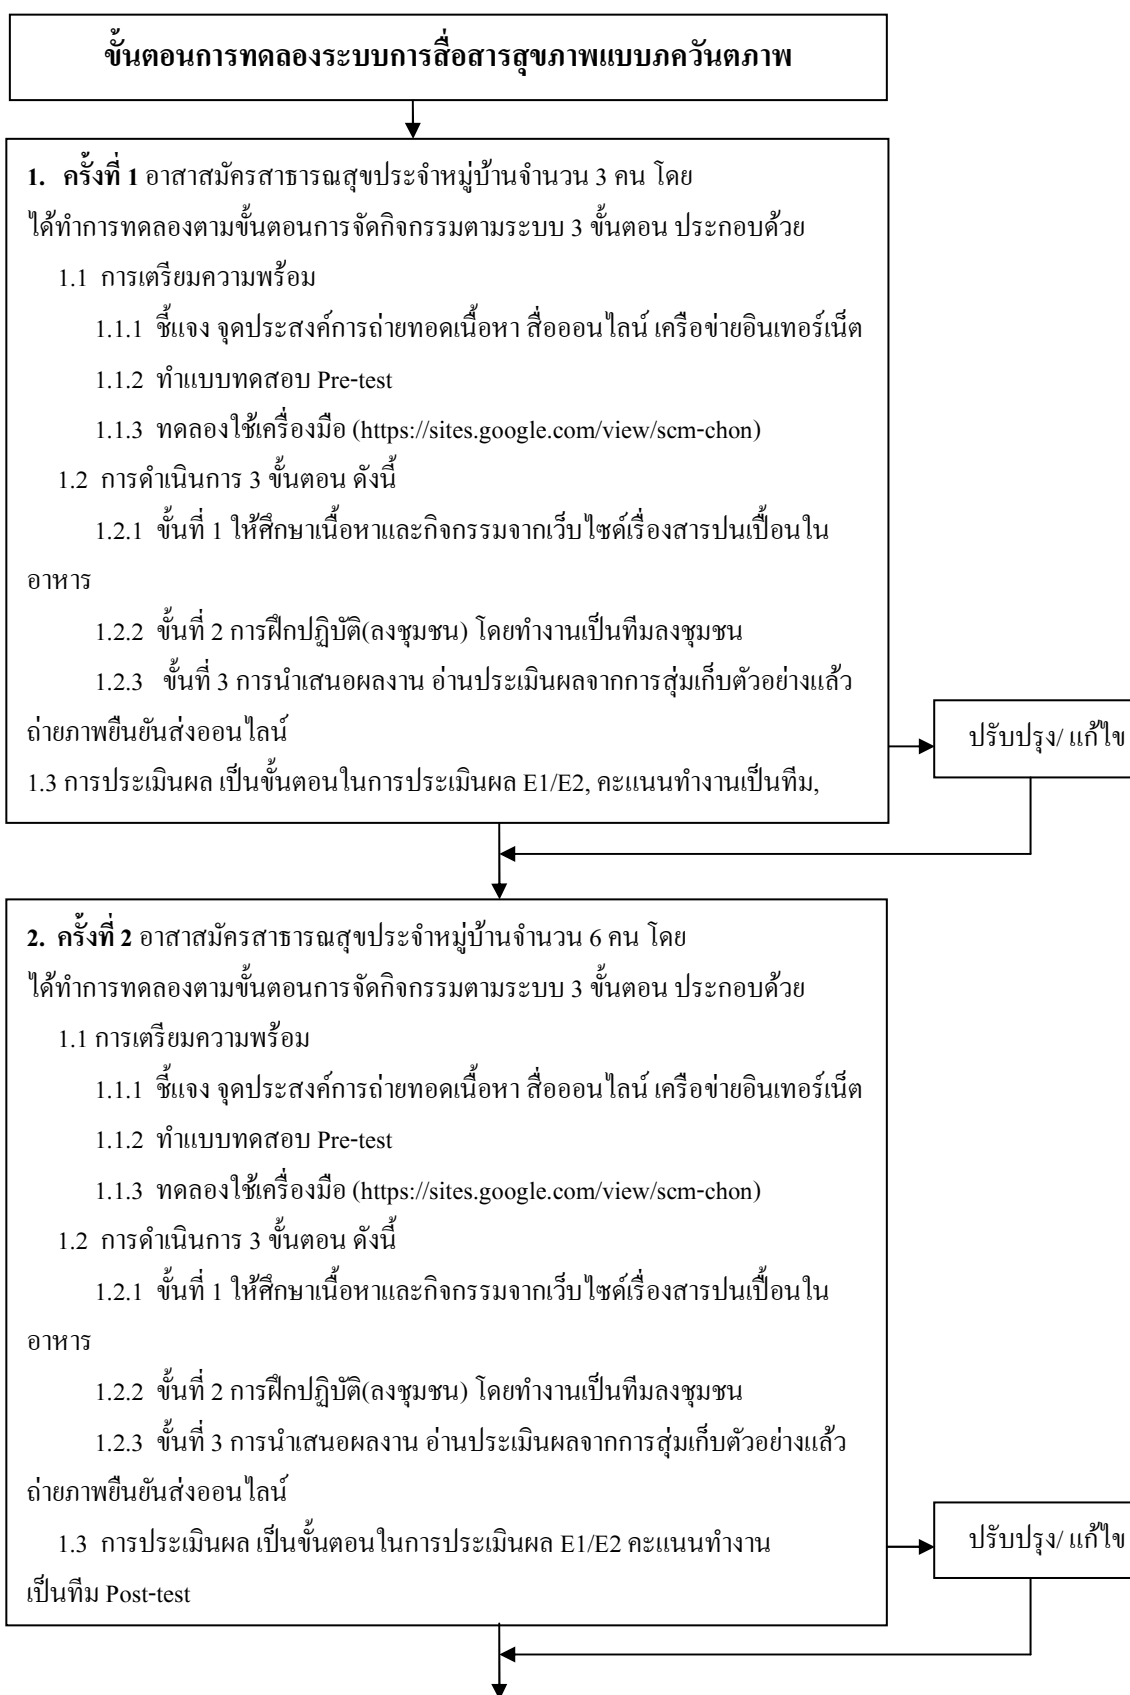 ขั้นตอนการทดลองระบบการสื่อสารสุขภาพแบบภควันตภาพ
1. ครั้งที่ 1 อาสาสมัครสาธารณสุขประจำหมู่บ้านจำนวน 3 คน โดย
ได้ทำการทดลองตามขั้นตอนการจัดกิจกรรมตามระบบ 3 ขั้นตอน ประกอบด้วย
1.1 การเตรียมความพร้อม
1.1.1 ชี้แจง จุดประสงค์การถ่ายทอดเนื้อหา สื่อออนไลน์ เครือข่ายอินเทอร์เน็ต
1.1.2 ทำแบบทดสอบ Pre-test
1.1.3 ทดลองใช้เครื่องมือ (https://sites.google.com/view/scm-chon)
1.2 การดำเนินการ 3 ขั้นตอน ดังนี้
1.2.1 ขั้นที่ 1 ให้ศึกษาเนื้อหาและกิจกรรมจากเว็บไซต์เรื่องสารปนเปื้อนใน
อาหาร
1.2.2 ขั้นที่ 2 การฝึกปฏิบัติ(ลงชุมชน) โดยทำงานเป็นทีมลงชุมชน
1.2.3 ขั้นที่ 3 การนำเสนอผลงาน อ่านประเมินผลจากการสุ่มเก็บตัวอย่างแล้ว
ถ่ายภาพยืนยันส่งออนไลน์
1.3 การประเมินผล เป็นขั้นตอนในการประเมินผล E1/E2, คะแนนทำงานเป็นทีม,
ปรับปรุง/ แก้ไข
2. ครั้งที่ 2 อาสาสมัครสาธารณสุขประจำหมู่บ้านจำนวน 6 คน โดย
ได้ทำการทดลองตามขั้นตอนการจัดกิจกรรมตามระบบ 3 ขั้นตอน ประกอบด้วย
1.1 การเตรียมความพร้อม
1.1.1 ชี้แจง จุดประสงค์การถ่ายทอดเนื้อหา สื่อออนไลน์ เครือข่ายอินเทอร์เน็ต
1.1.2 ทำแบบทดสอบ Pre-test
1.1.3 ทดลองใช้เครื่องมือ (https://sites.google.com/view/scm-chon)
1.2 การดำเนินการ 3 ขั้นตอน ดังนี้
1.2.1 ขั้นที่ 1 ให้ศึกษาเนื้อหาและกิจกรรมจากเว็บไซต์เรื่องสารปนเปื้อนใน
อาหาร
1.2.2 ขั้นที่ 2 การฝึกปฏิบัติ(ลงชุมชน) โดยทำงานเป็นทีมลงชุมชน
1.2.3 ขั้นที่ 3 การนำเสนอผลงาน อ่านประเมินผลจากการสุ่มเก็บตัวอย่างแล้ว
ถ่ายภาพยืนยันส่งออนไลน์
1.3 การประเมินผล เป็นขั้นตอนในการประเมินผล E1/E2 คะแนนทำงาน
เป็นทีม Post-test
ปรับปรุง/ แก้ไข